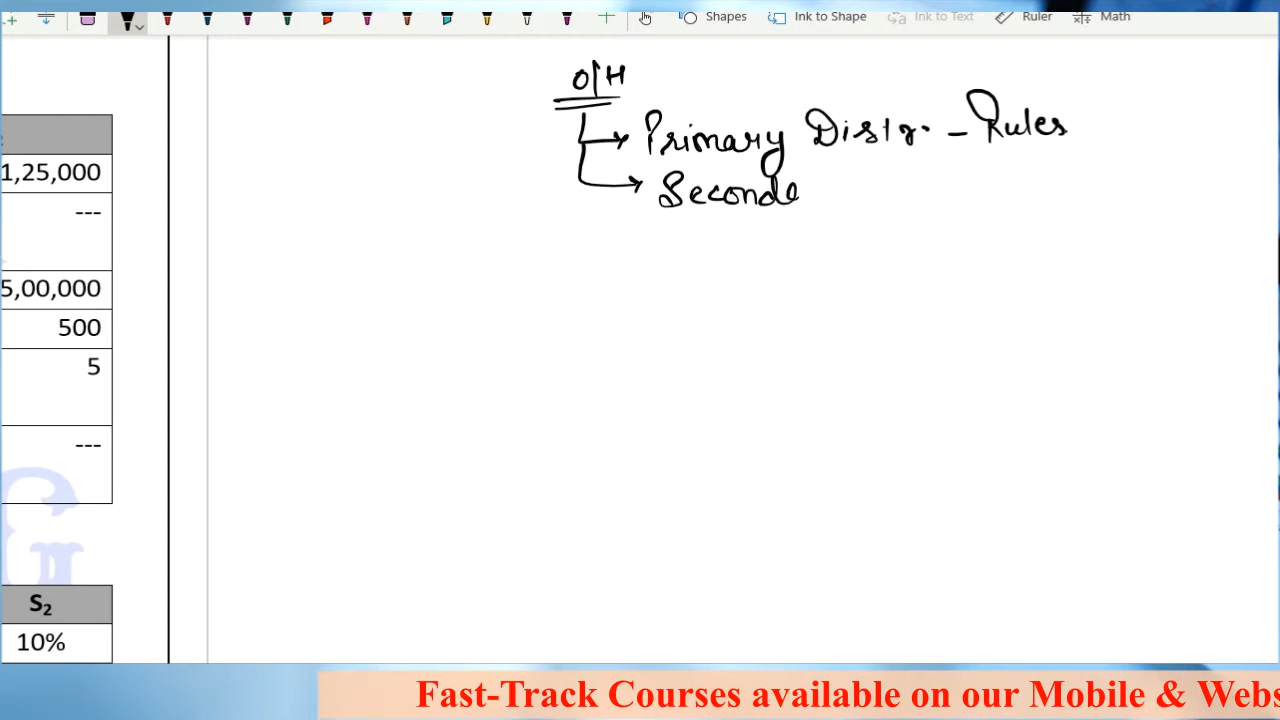 Shapes Ink to Shape Ink to Text Ruler Math
O/H
Primary Distr. - Rules
Seconde
1,25,000
---
5,00,000
500
5
---
S₂
10%
Fast-Track Courses available on our Mobile & Webs